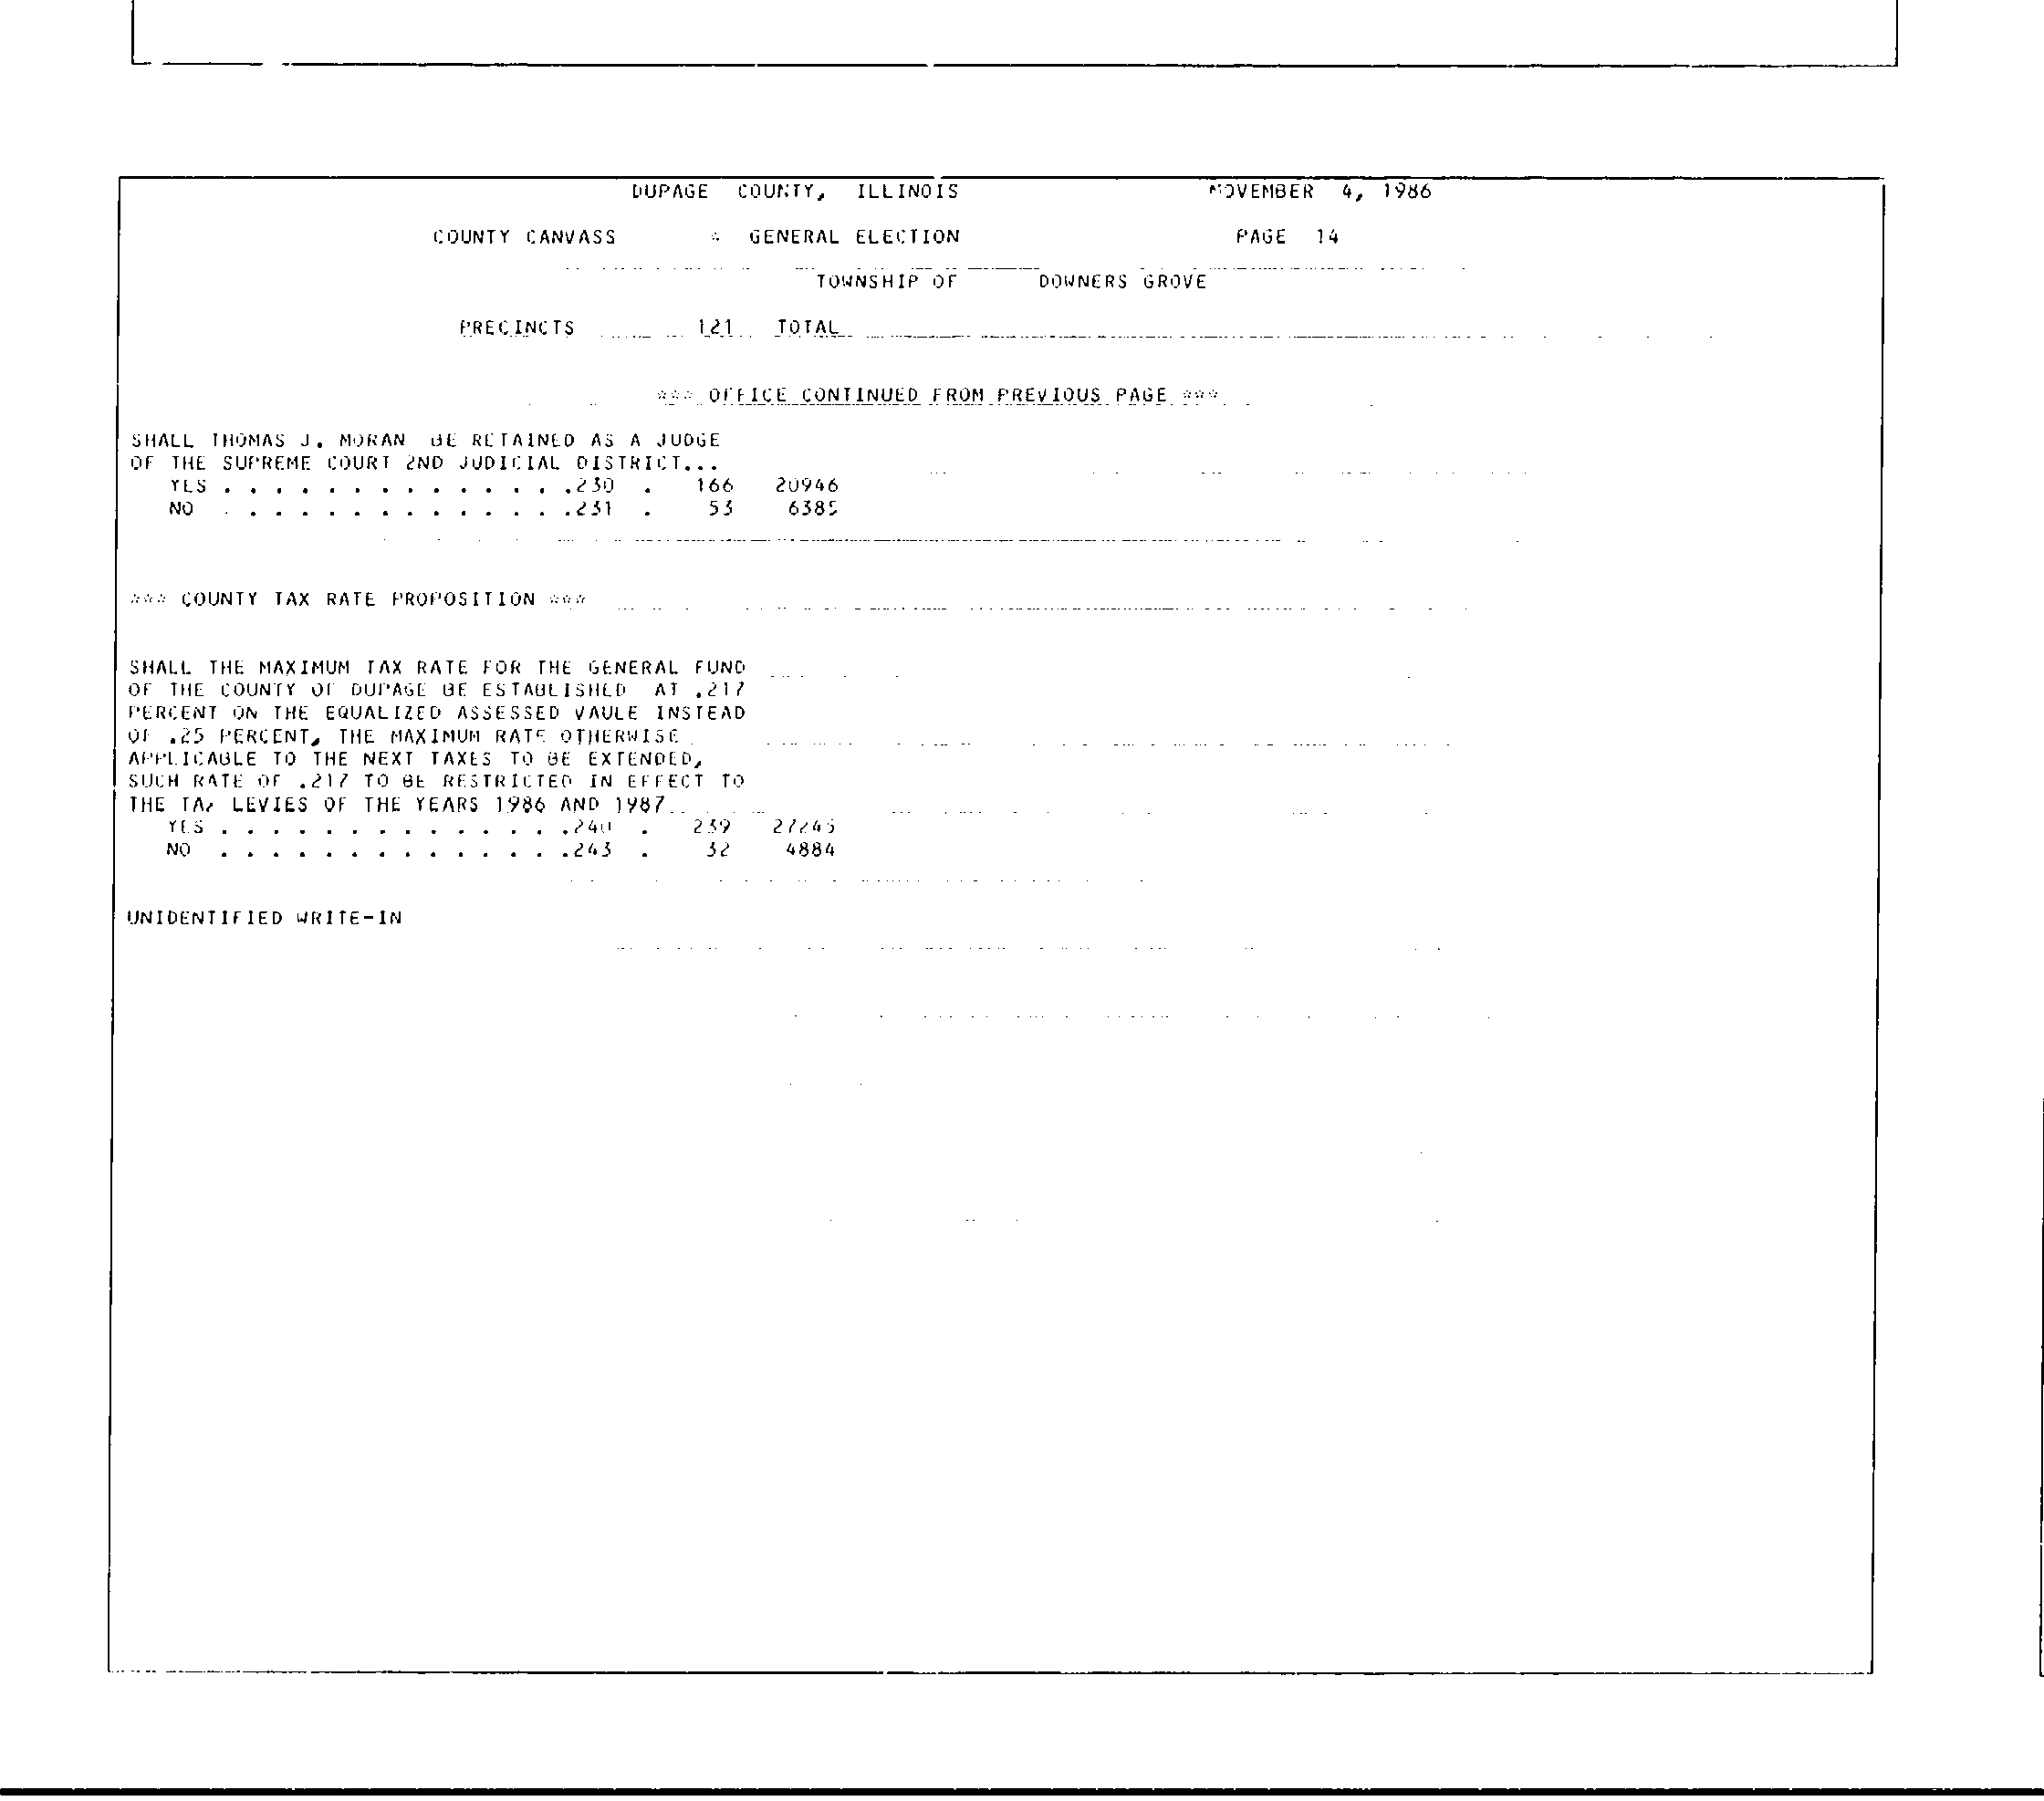 DUPAGE COUNTY, ILLINOIS NOVEMBER 4, 1986
COUNTY CANVASS * GENERAL ELECTION PAGE 14
TOWNSHIP OF DOWNERS GROVE
PRECINCTS 121 TOTAL
*** OFFICE CONTINUED FROM PREVIOUS PAGE ***
SHALL THOMAS J. MORAN BE RETAINED AS A JUDGE
OF THE SUPREME COURT 2ND JUDICIAL DISTRICT...
YES . . . . . . . . . . . . . .230 . 166 20946
NO . . . . . . . . . . . . . .231 . 53 6385
*** COUNTY TAX RATE PROPOSITION ***
SHALL THE MAXIMUM TAX RATE FOR THE GENERAL FUND
OF THE COUNTY OF DUPAGE BE ESTABLISHED AT .217
PERCENT ON THE EQUALIZED ASSESSED VAULE INSTEAD
OF .25 PERCENT, THE MAXIMUM RATE OTHERWISE
APPLICABLE TO THE NEXT TAXES TO BE EXTENDED,
SUCH RATE OF .217 TO BE RESTRICTED IN EFFECT TO
THE TAX LEVIES OF THE YEARS 1986 AND 1987
YES . . . . . . . . . . . . . .240 . 239 27245
NO . . . . . . . . . . . . . .243 . 32 4884
UNIDENTIFIED WRITE-IN